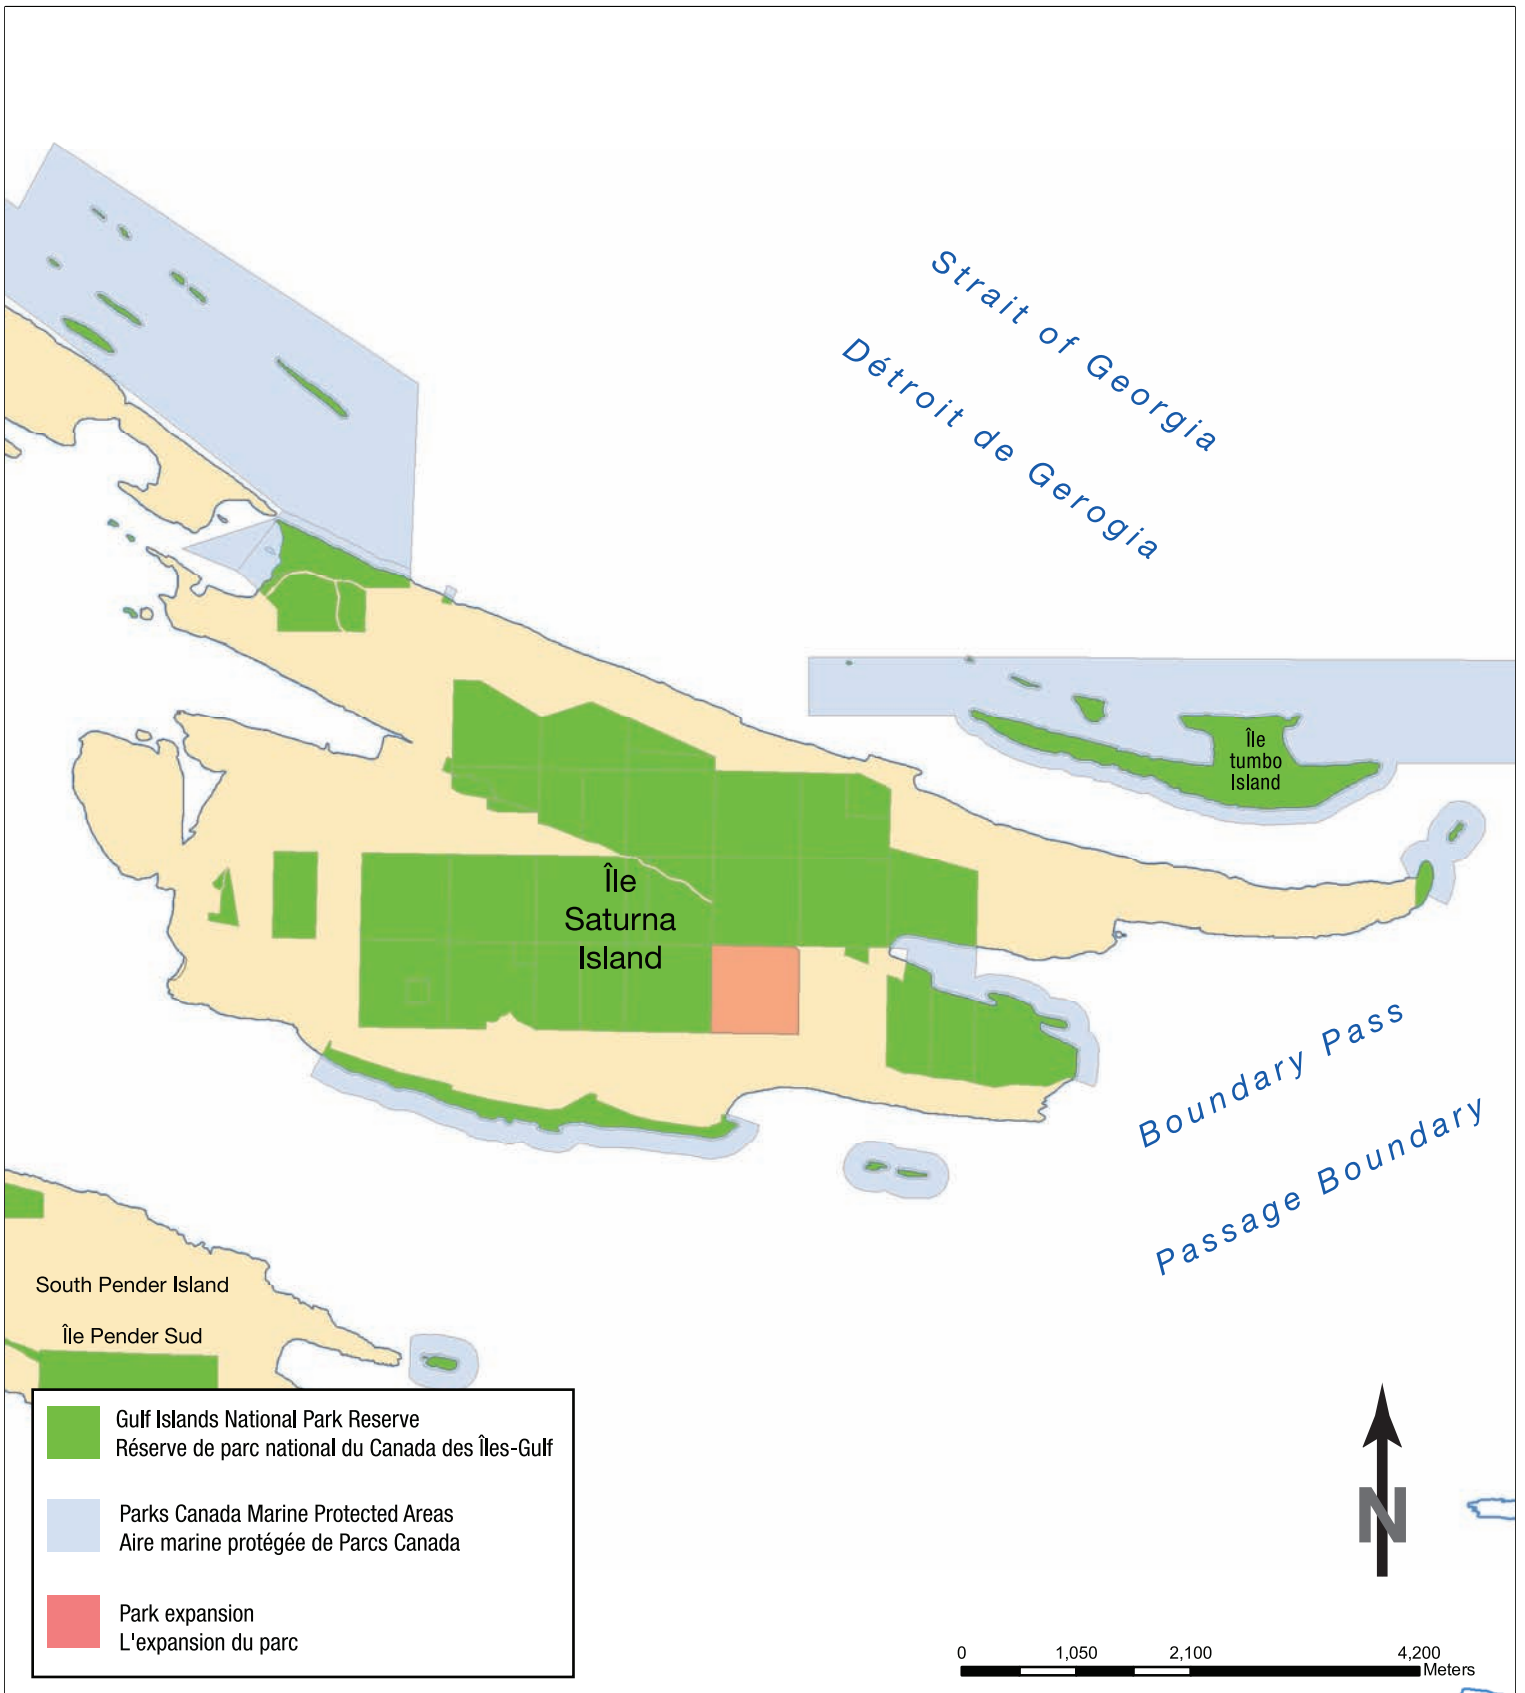 Strait of Georgia
Détroit de Gerogia
Île
tumbo
Island
Île
Saturna
Island
Boundary Pass
Passage Boundary
South Pender Island
Île Pender Sud
Gulf Islands National Park Reserve
Réserve de parc national du Canada des Îles-Gulf
Parks Canada Marine Protected Areas
Aire marine protégée de Parcs Canada
Park expansion
L'expansion du parc
N
0 1,050 2,100 4,200
Meters